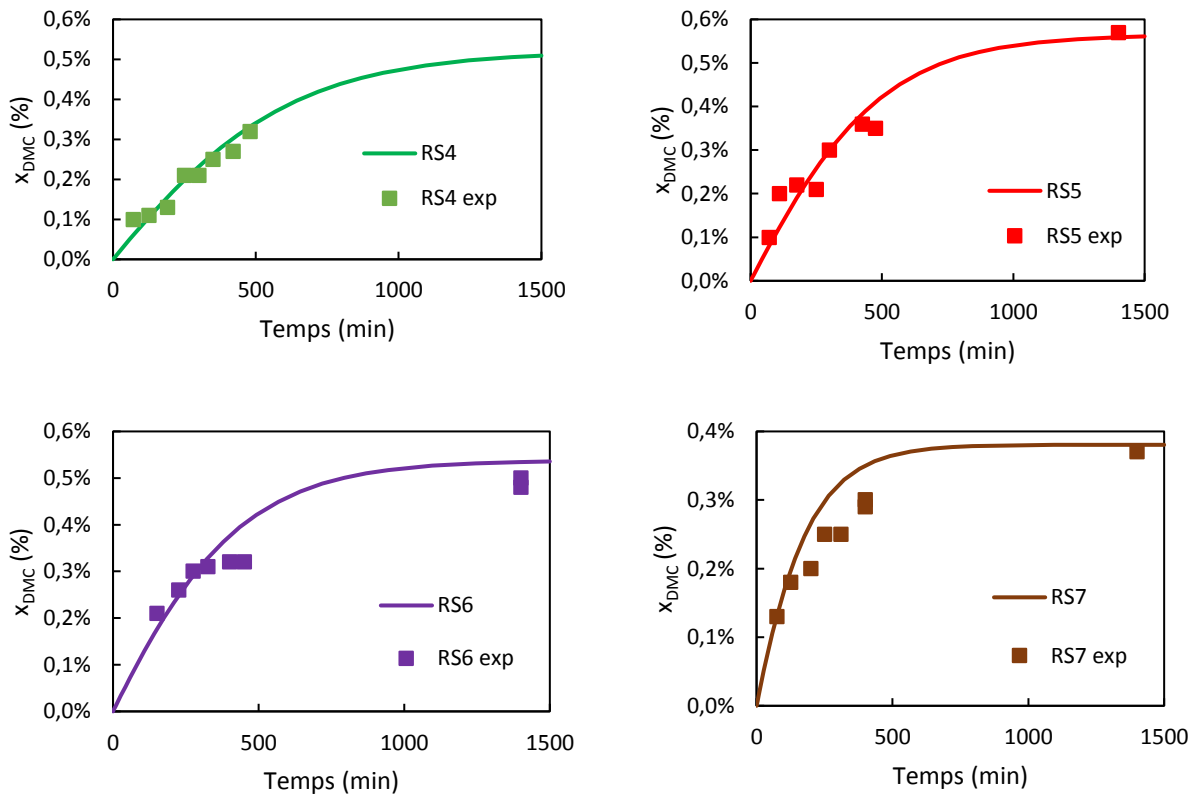 0,6%
0,5%
0,4%
0,3%
0,2%
0,1%
0,0%
xDMC (%)
0 500 1000 1500
Temps (min)
RS4
RS4 exp
0,6%
0,5%
0,4%
0,3%
0,2%
0,1%
0,0%
xDMC (%)
0 500 1000 1500
Temps (min)
RS5
RS5 exp
0,6%
0,5%
0,4%
0,3%
0,2%
0,1%
0,0%
xDMC (%)
0 500 1000 1500
Temps (min)
RS6
RS6 exp
0,4%
0,3%
0,2%
0,1%
0,0%
xDMC (%)
0 500 1000 1500
Temps (min)
RS7
RS7 exp